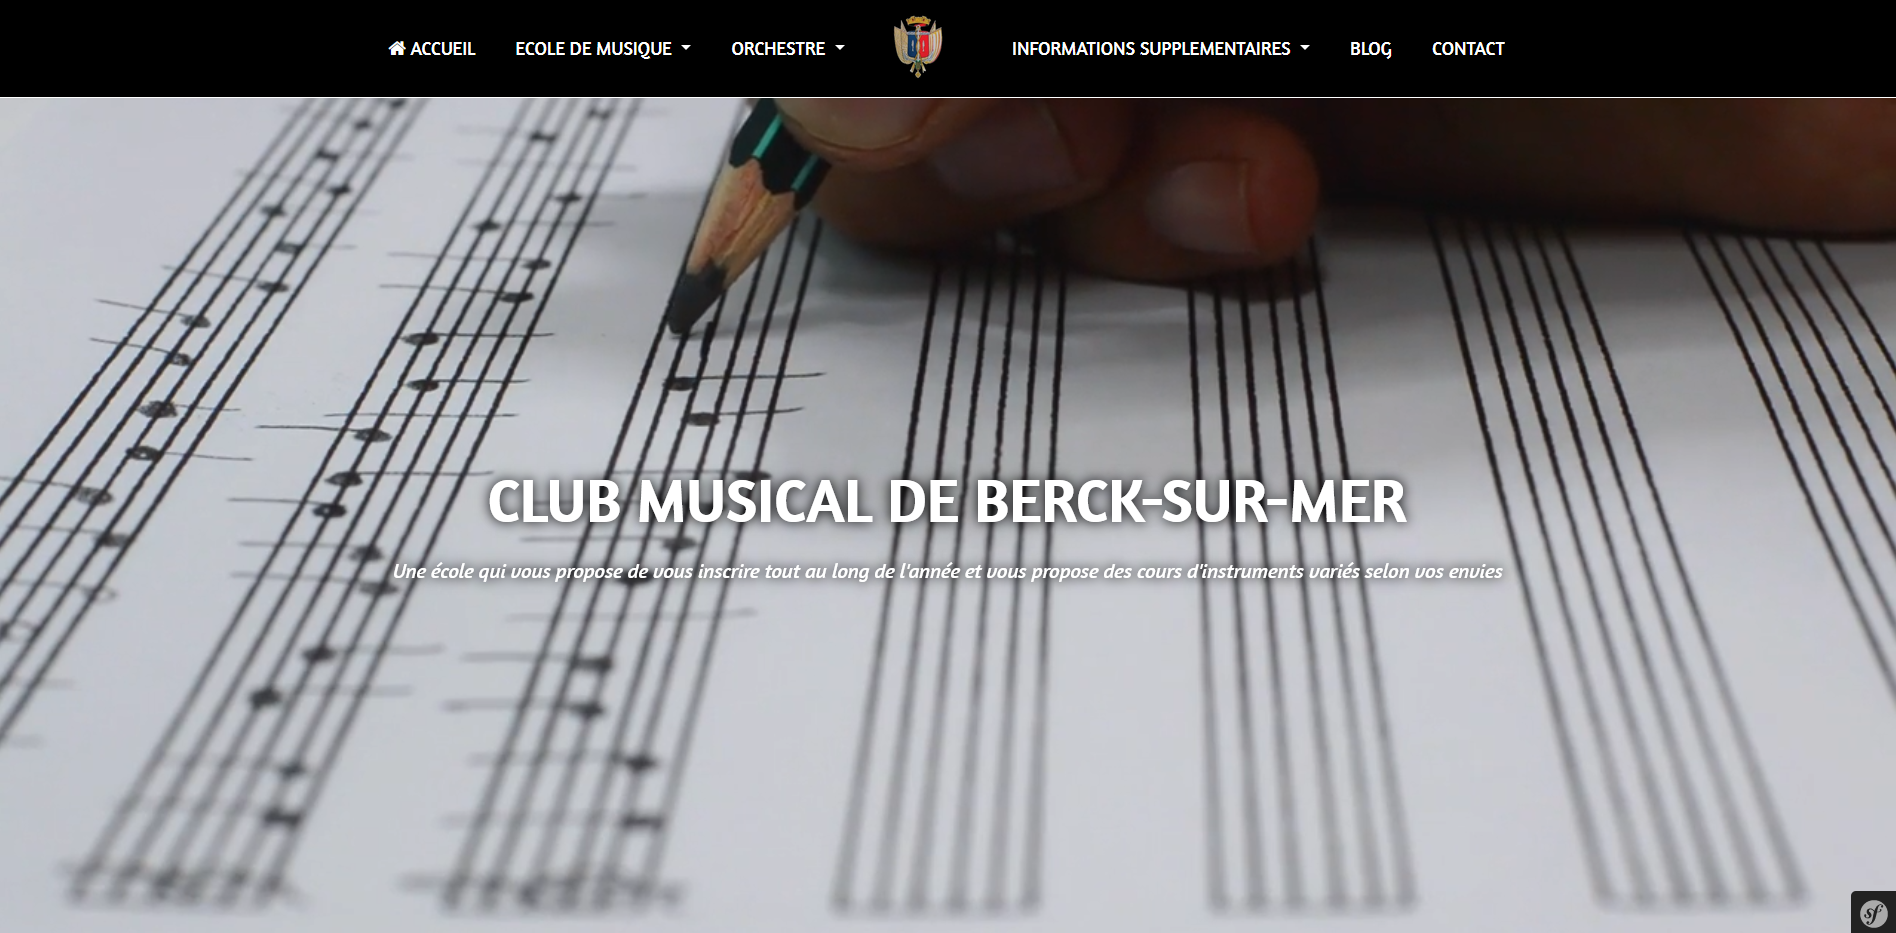 ACCUEIL ECOLE DE MUSIQUE ORCHESTRE INFORMATIONS SUPPLEMENTAIRES BLOG CONTACT
CLUB MUSICAL DE BERCK-SUR-MER
Une école qui vous propose de vous inscrire tout au long de l'année et vous propose des cours d'instruments variés selon vos envies
sf